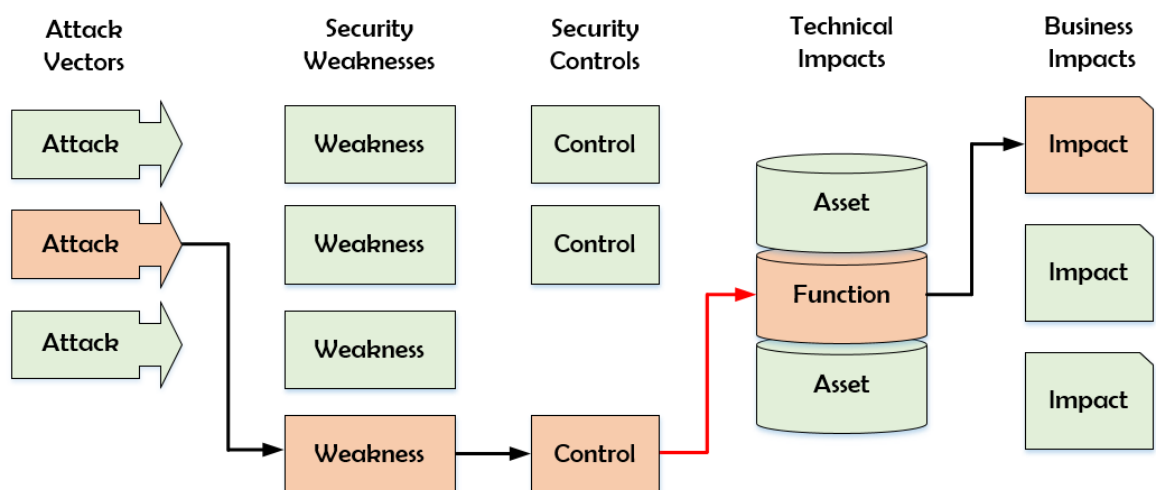 Attack
Vectors
Security
Weaknesses
Security
Controls
Technical
Impacts
Business
Impacts
Attack
Weakness
Control
Impact
Asset
Attack
Weakness
Control
Function
Impact
Attack
Weakness
Asset
Impact
Weakness
Control